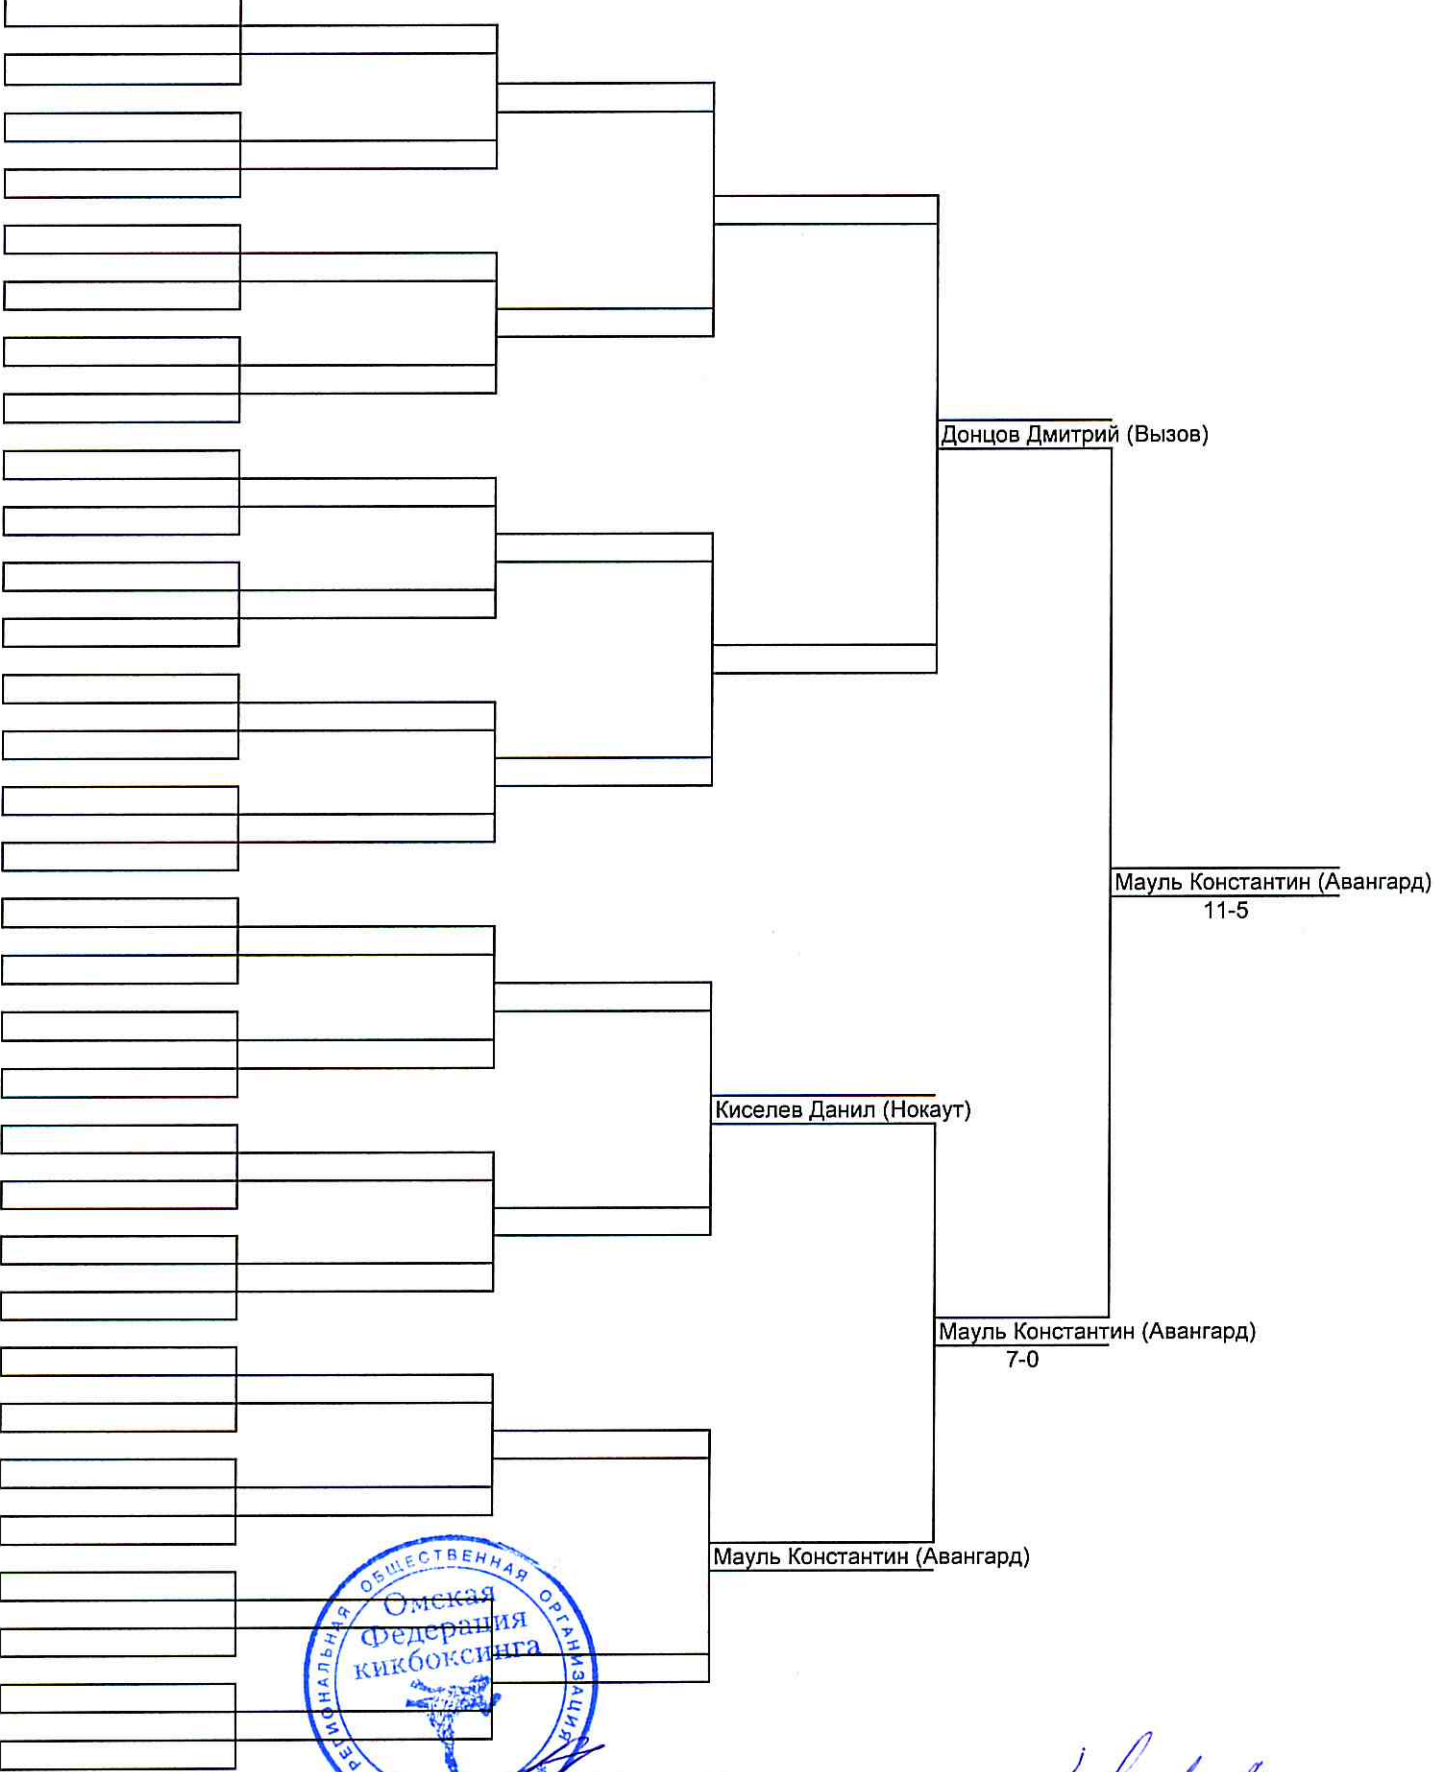 Донцов Дмитрий (Вызов)
Мауль Константин (Авангард)
11-5
Киселев Данил (Нокаут)
Мауль Константин (Авангард)
7-0
Мауль Константин (Авангард)
РЕГИОНАЛЬНАЯ ОБЩЕСТВЕННАЯ ОРГАНИЗАЦИЯ
Омская
Федерация
кикбоксинга